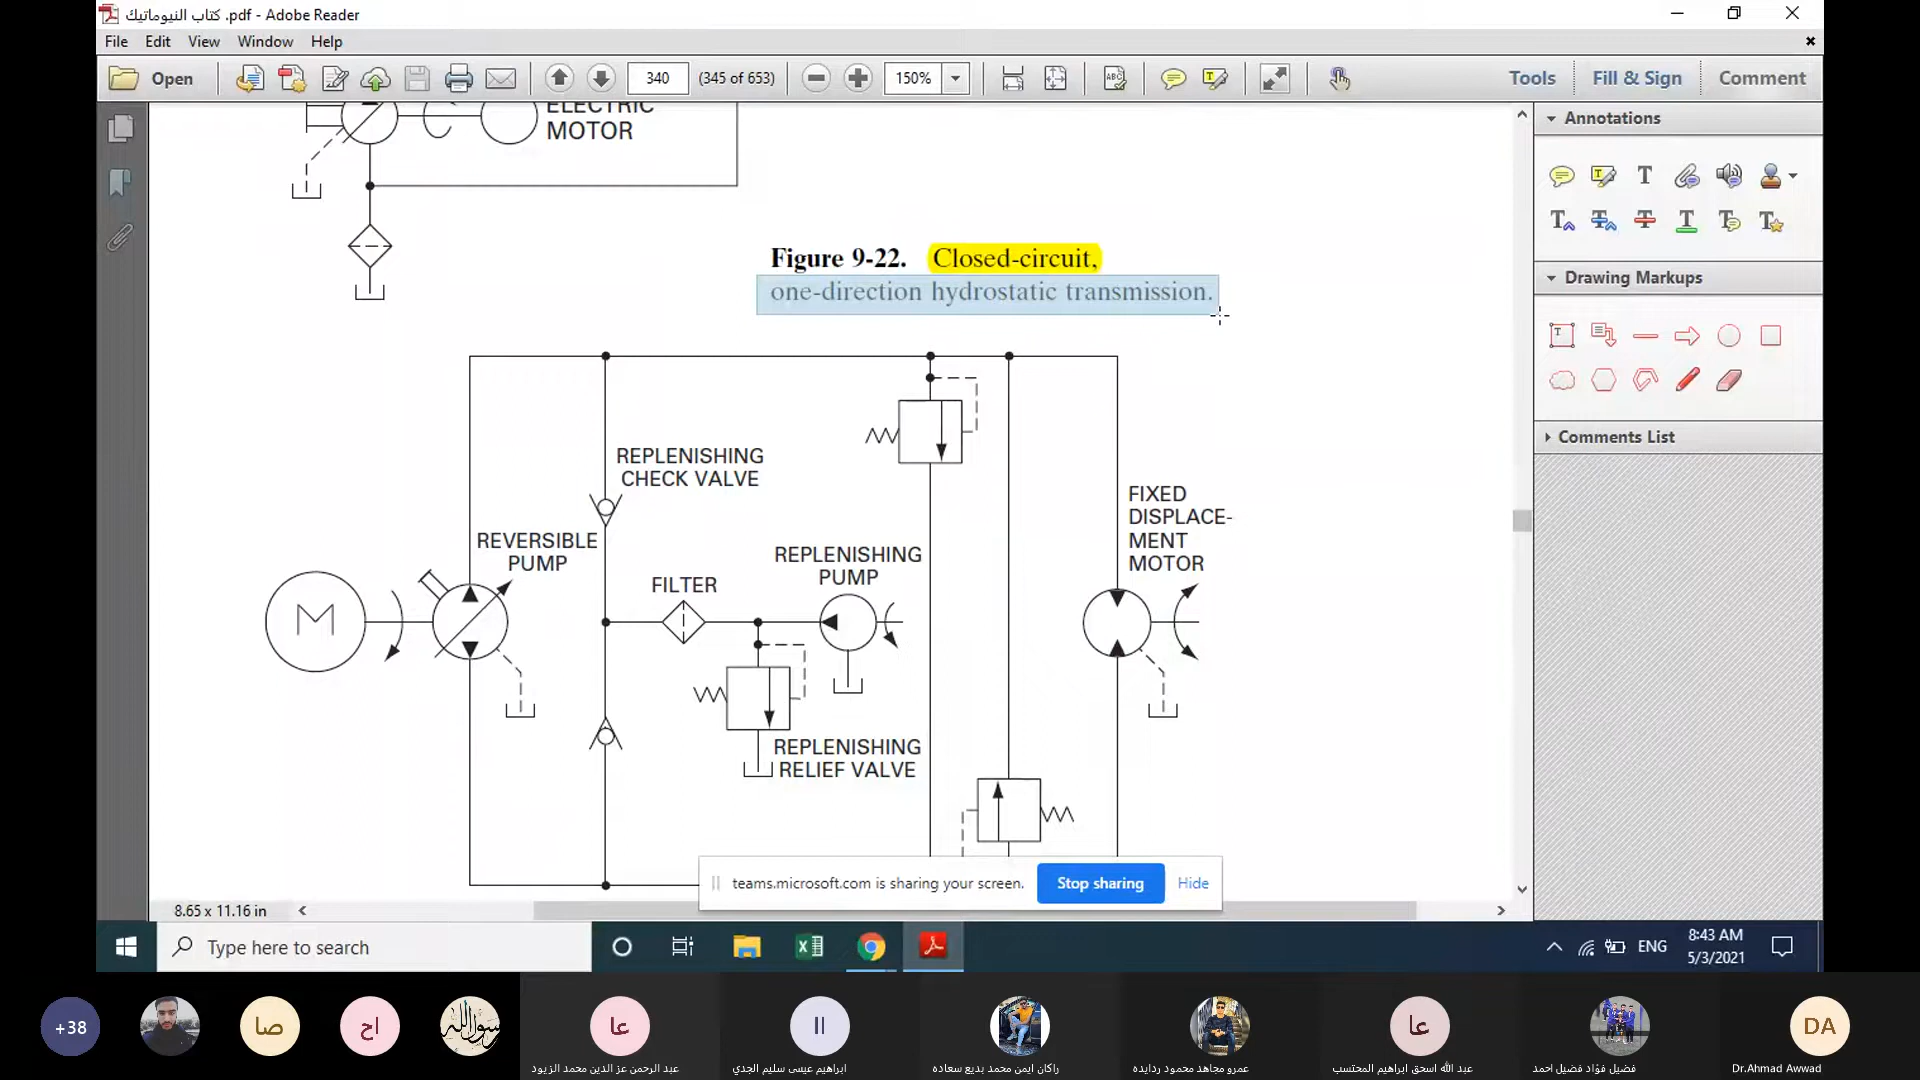 كتاب النيوماتيك .pdf - Adobe Reader
File Edit View Window Help
Open 340 (345 of 653) 150% Tools Fill & Sign Comment
ELECTRIC
MOTOR
Figure 9-22. Closed-circuit,
one-direction hydrostatic transmission.
REPLENISHING
CHECK VALVE
REVERSIBLE
PUMP
FILTER
REPLENISHING
PUMP
FIXED
DISPLACE-
MENT
MOTOR
M
REPLENISHING
RELIEF VALVE
Annotations
Drawing Markups
Comments List
teams.microsoft.com is sharing your screen. Stop sharing Hide
8.65 x 11.16 in
Type here to search
ENG
8:43 AM
5/3/2021
+38
صا
اح
عا
اا
عا
DA
عبد الرحمن عز الدين محمد الزيود
ابراهيم عيسى سليم الجدي
راكان ايمن محمد بديع سعاده
عمرو مجاهد محمود ردايده
عبد الله اسحق ابراهيم المحتسب
فضيل فؤاد فضيل احمد
Dr.Ahmad Awwad